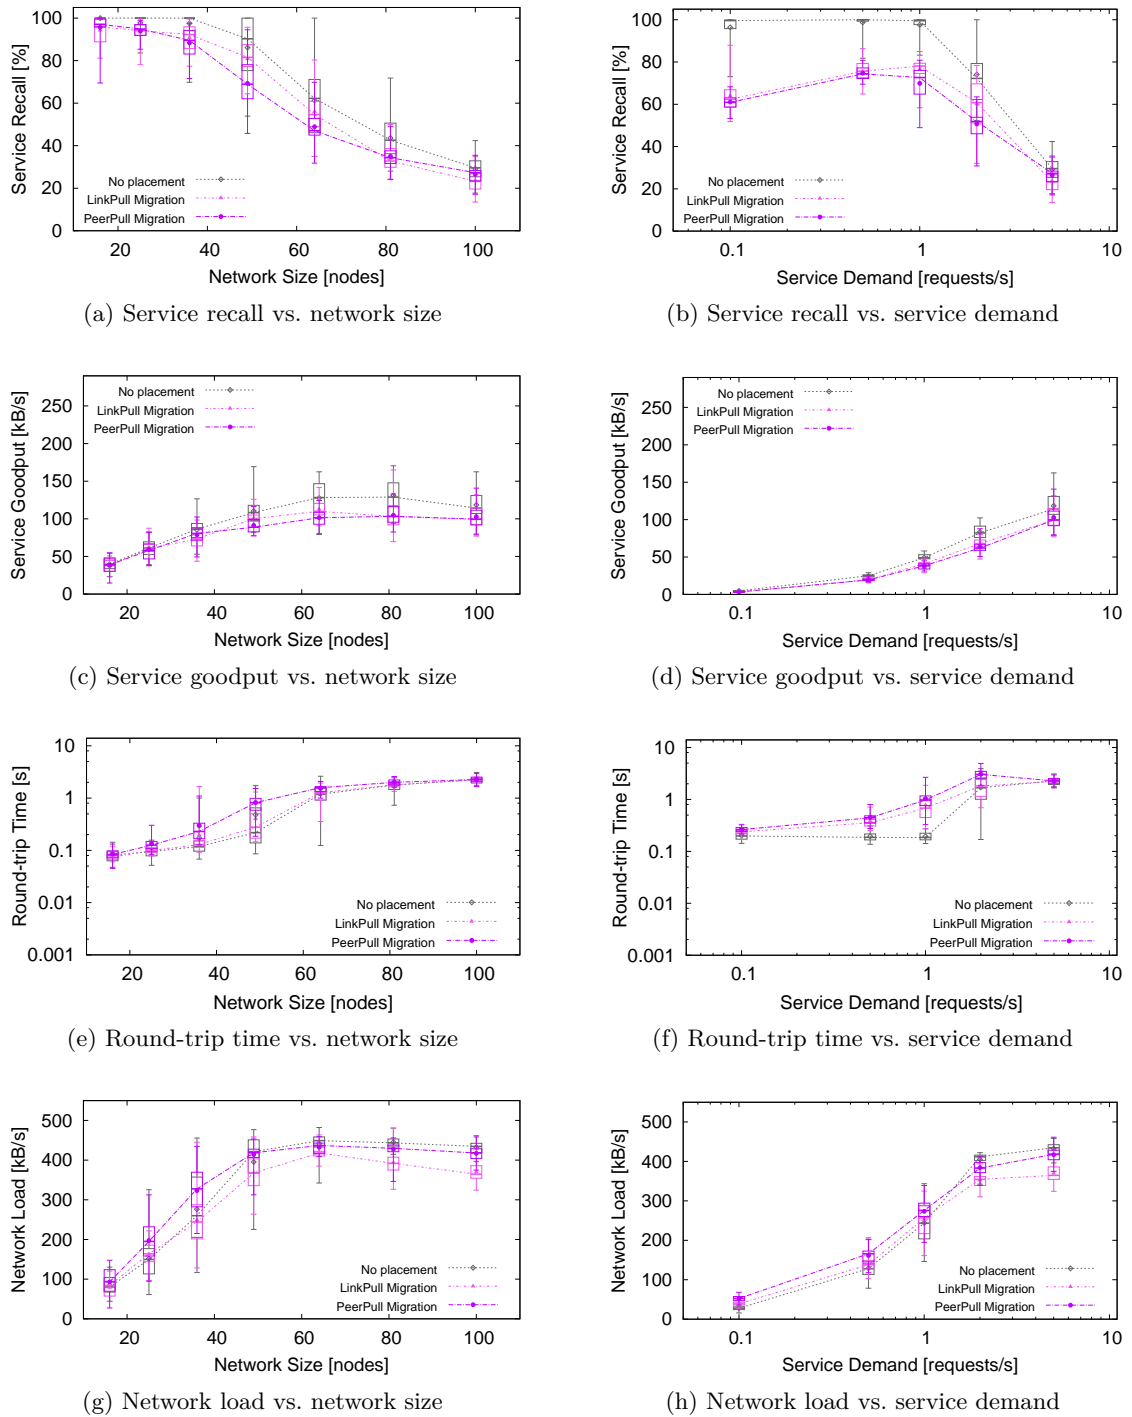 Service Recall [%]
100
80
60
40
20
0
No placement
LinkPull Migration
PeerPull Migration
20 40 60 80 100
Network Size [nodes]
(a) Service recall vs. network size
Service Recall [%]
100
80
60
40
20
0
No placement
LinkPull Migration
PeerPull Migration
0.1 1 10
Service Demand [requests/s]
(b) Service recall vs. service demand
Service Goodput [kB/s]
250
200
150
100
50
0
No placement
LinkPull Migration
PeerPull Migration
20 40 60 80 100
Network Size [nodes]
(c) Service goodput vs. network size
Service Goodput [kB/s]
250
200
150
100
50
0
No placement
LinkPull Migration
PeerPull Migration
0.1 1 10
Service Demand [requests/s]
(d) Service goodput vs. service demand
Round-trip Time [s]
10
1
0.1
0.01
0.001
No placement
LinkPull Migration
PeerPull Migration
20 40 60 80 100
Network Size [nodes]
(e) Round-trip time vs. network size
Round-trip Time [s]
10
1
0.1
0.01
0.001
No placement
LinkPull Migration
PeerPull Migration
0.1 1 10
Service Demand [requests/s]
(f) Round-trip time vs. service demand
Network Load [kB/s]
500
400
300
200
100
0
No placement
LinkPull Migration
PeerPull Migration
20 40 60 80 100
Network Size [nodes]
(g) Network load vs. network size
Network Load [kB/s]
500
400
300
200
100
0
No placement
LinkPull Migration
PeerPull Migration
0.1 1 10
Service Demand [requests/s]
(h) Network load vs. service demand